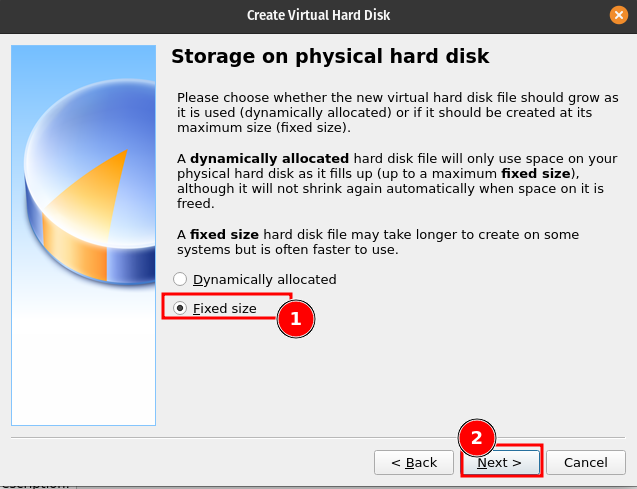 Create Virtual Hard Disk
Storage on physical hard disk
Please choose whether the new virtual hard disk file should grow as
it is used (dynamically allocated) or if it should be created at its
maximum size (fixed size).
A dynamically allocated hard disk file will only use space on your
physical hard disk as it fills up (up to a maximum fixed size),
although it will not shrink again automatically when space on it is
freed.
A fixed size hard disk file may take longer to create on some
systems but is often faster to use.
Dynamically allocated
Fixed size
1
2
< Back
Next >
Cancel